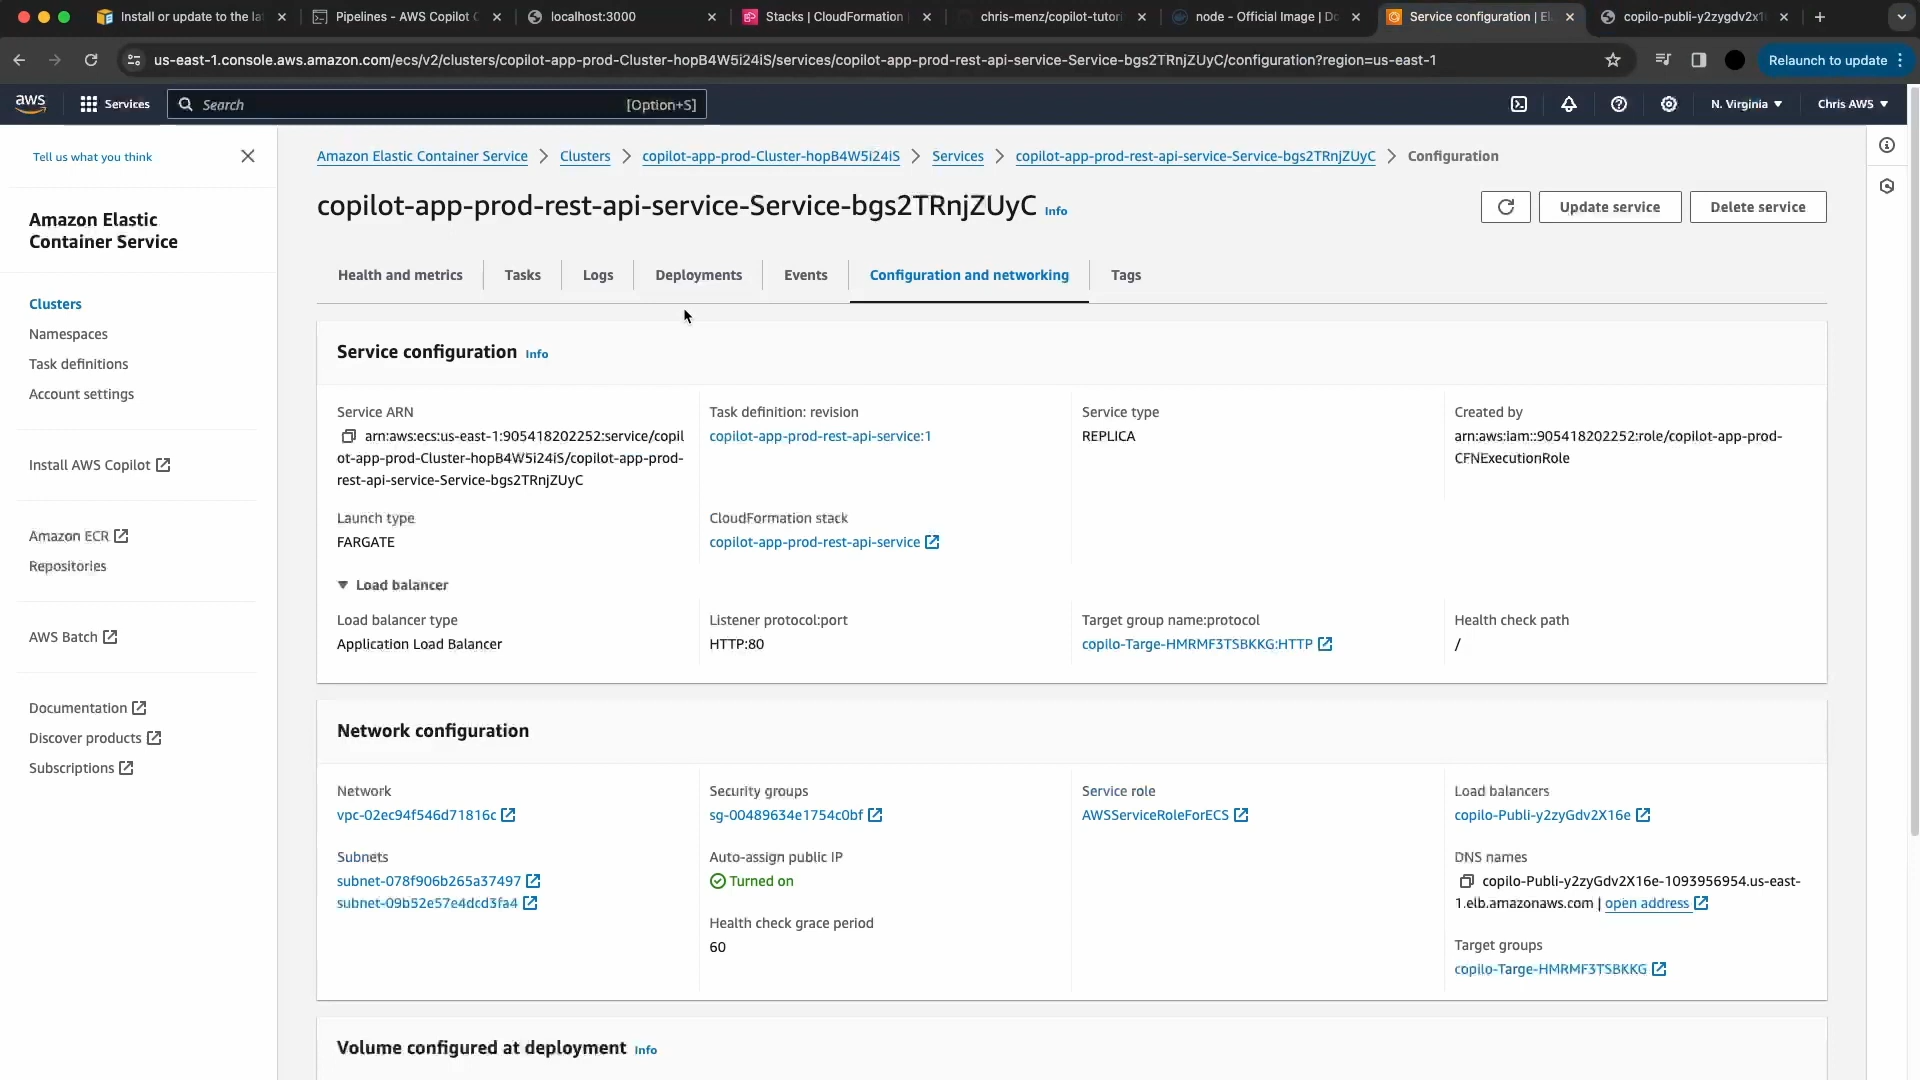 Install or update to the la
Pipelines - AWS Copilot C
localhost:3000
Stacks | CloudFormation
chris-menz/copilot-tutori
node - Official Image | Do
Service configuration | El
copilo-publi-y2zygdv2x1
us-east-1.console.aws.amazon.com/ecs/v2/clusters/copilot-app-prod-Cluster-hopB4W5i24iS/services/copilot-app-prod-rest-api-service-Service-bgs2TRnjZUyC/configuration?region=us-east-1
Relaunch to update
aws
Services
Search
[Option+S]
N. Virginia
Chris AWS
Tell us what you think
Amazon Elastic
Container Service
Clusters
Namespaces
Task definitions
Account settings
Install AWS Copilot
Amazon ECR
Repositories
AWS Batch
Documentation
Discover products
Subscriptions
Amazon Elastic Container Service
Clusters
copilot-app-prod-Cluster-hopB4W5i24iS
Services
copilot-app-prod-rest-api-service-Service-bgs2TRnjZUyC
Configuration
copilot-app-prod-rest-api-service-Service-bgs2TRnjZUyC Info
Update service
Delete service
Health and metrics
Tasks
Logs
Deployments
Events
Configuration and networking
Tags
Service configuration Info
Service ARN
arn:aws:ecs:us-east-1:905418202252:service/copil
ot-app-prod-Cluster-hopB4W5i24iS/copilot-app-prod-
rest-api-service-Service-bgs2TRnjZUyC
Task definition: revision
copilot-app-prod-rest-api-service:1
Service type
REPLICA
Created by
arn:aws:iam::905418202252:role/copilot-app-prod-
CFNExecutionRole
Launch type
FARGATE
CloudFormation stack
copilot-app-prod-rest-api-service
Load balancer
Load balancer type
Application Load Balancer
Listener protocol:port
HTTP:80
Target group name:protocol
copilo-Targe-HMRMF3TSBKKG:HTTP
Health check path
/
Network configuration
Network
vpc-02ec94f546d71816c
Subnets
subnet-078f906b265a37497
subnet-09b52e57e4dcd3fa4
Security groups
sg-00489634e1754c0bf
Auto-assign public IP
Turned on
Health check grace period
60
Service role
AWSServiceRoleForECS
Load balancers
copilo-Publi-y2zyGdv2X16e
DNS names
copilo-Publi-y2zyGdv2X16e-1093956954.us-east-
1.elb.amazonaws.com | open address
Target groups
copilo-Targe-HMRMF3TSBKKG
Volume configured at deployment Info